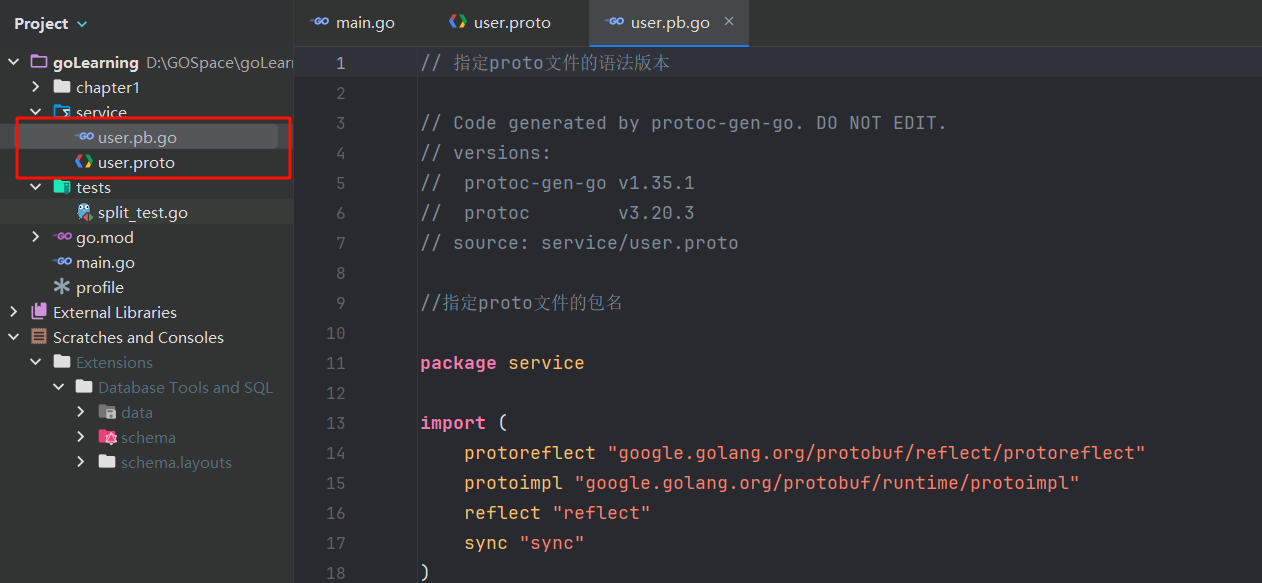 Project
goLearning D:\GOSpace\goLearn
chapter1
service
user.pb.go
user.proto
tests
split_test.go
go.mod
main.go
profile
External Libraries
Scratches and Consoles
Extensions
Database Tools and SQL
data
schema
schema.layouts
main.go user.proto user.pb.go
1 // 指定proto文件的语法版本
2
3 // Code generated by protoc-gen-go. DO NOT EDIT.
4 // versions:
5 // protoc-gen-go v1.35.1
6 // protoc v3.20.3
7 // source: service/user.proto
8
9 //指定proto文件的包名
10
11 package service
12
13 import (
14 protoreflect "google.golang.org/protobuf/reflect/protoreflect"
15 protoimpl "google.golang.org/protobuf/runtime/protoimpl"
16 reflect "reflect"
17 sync "sync"
18 )